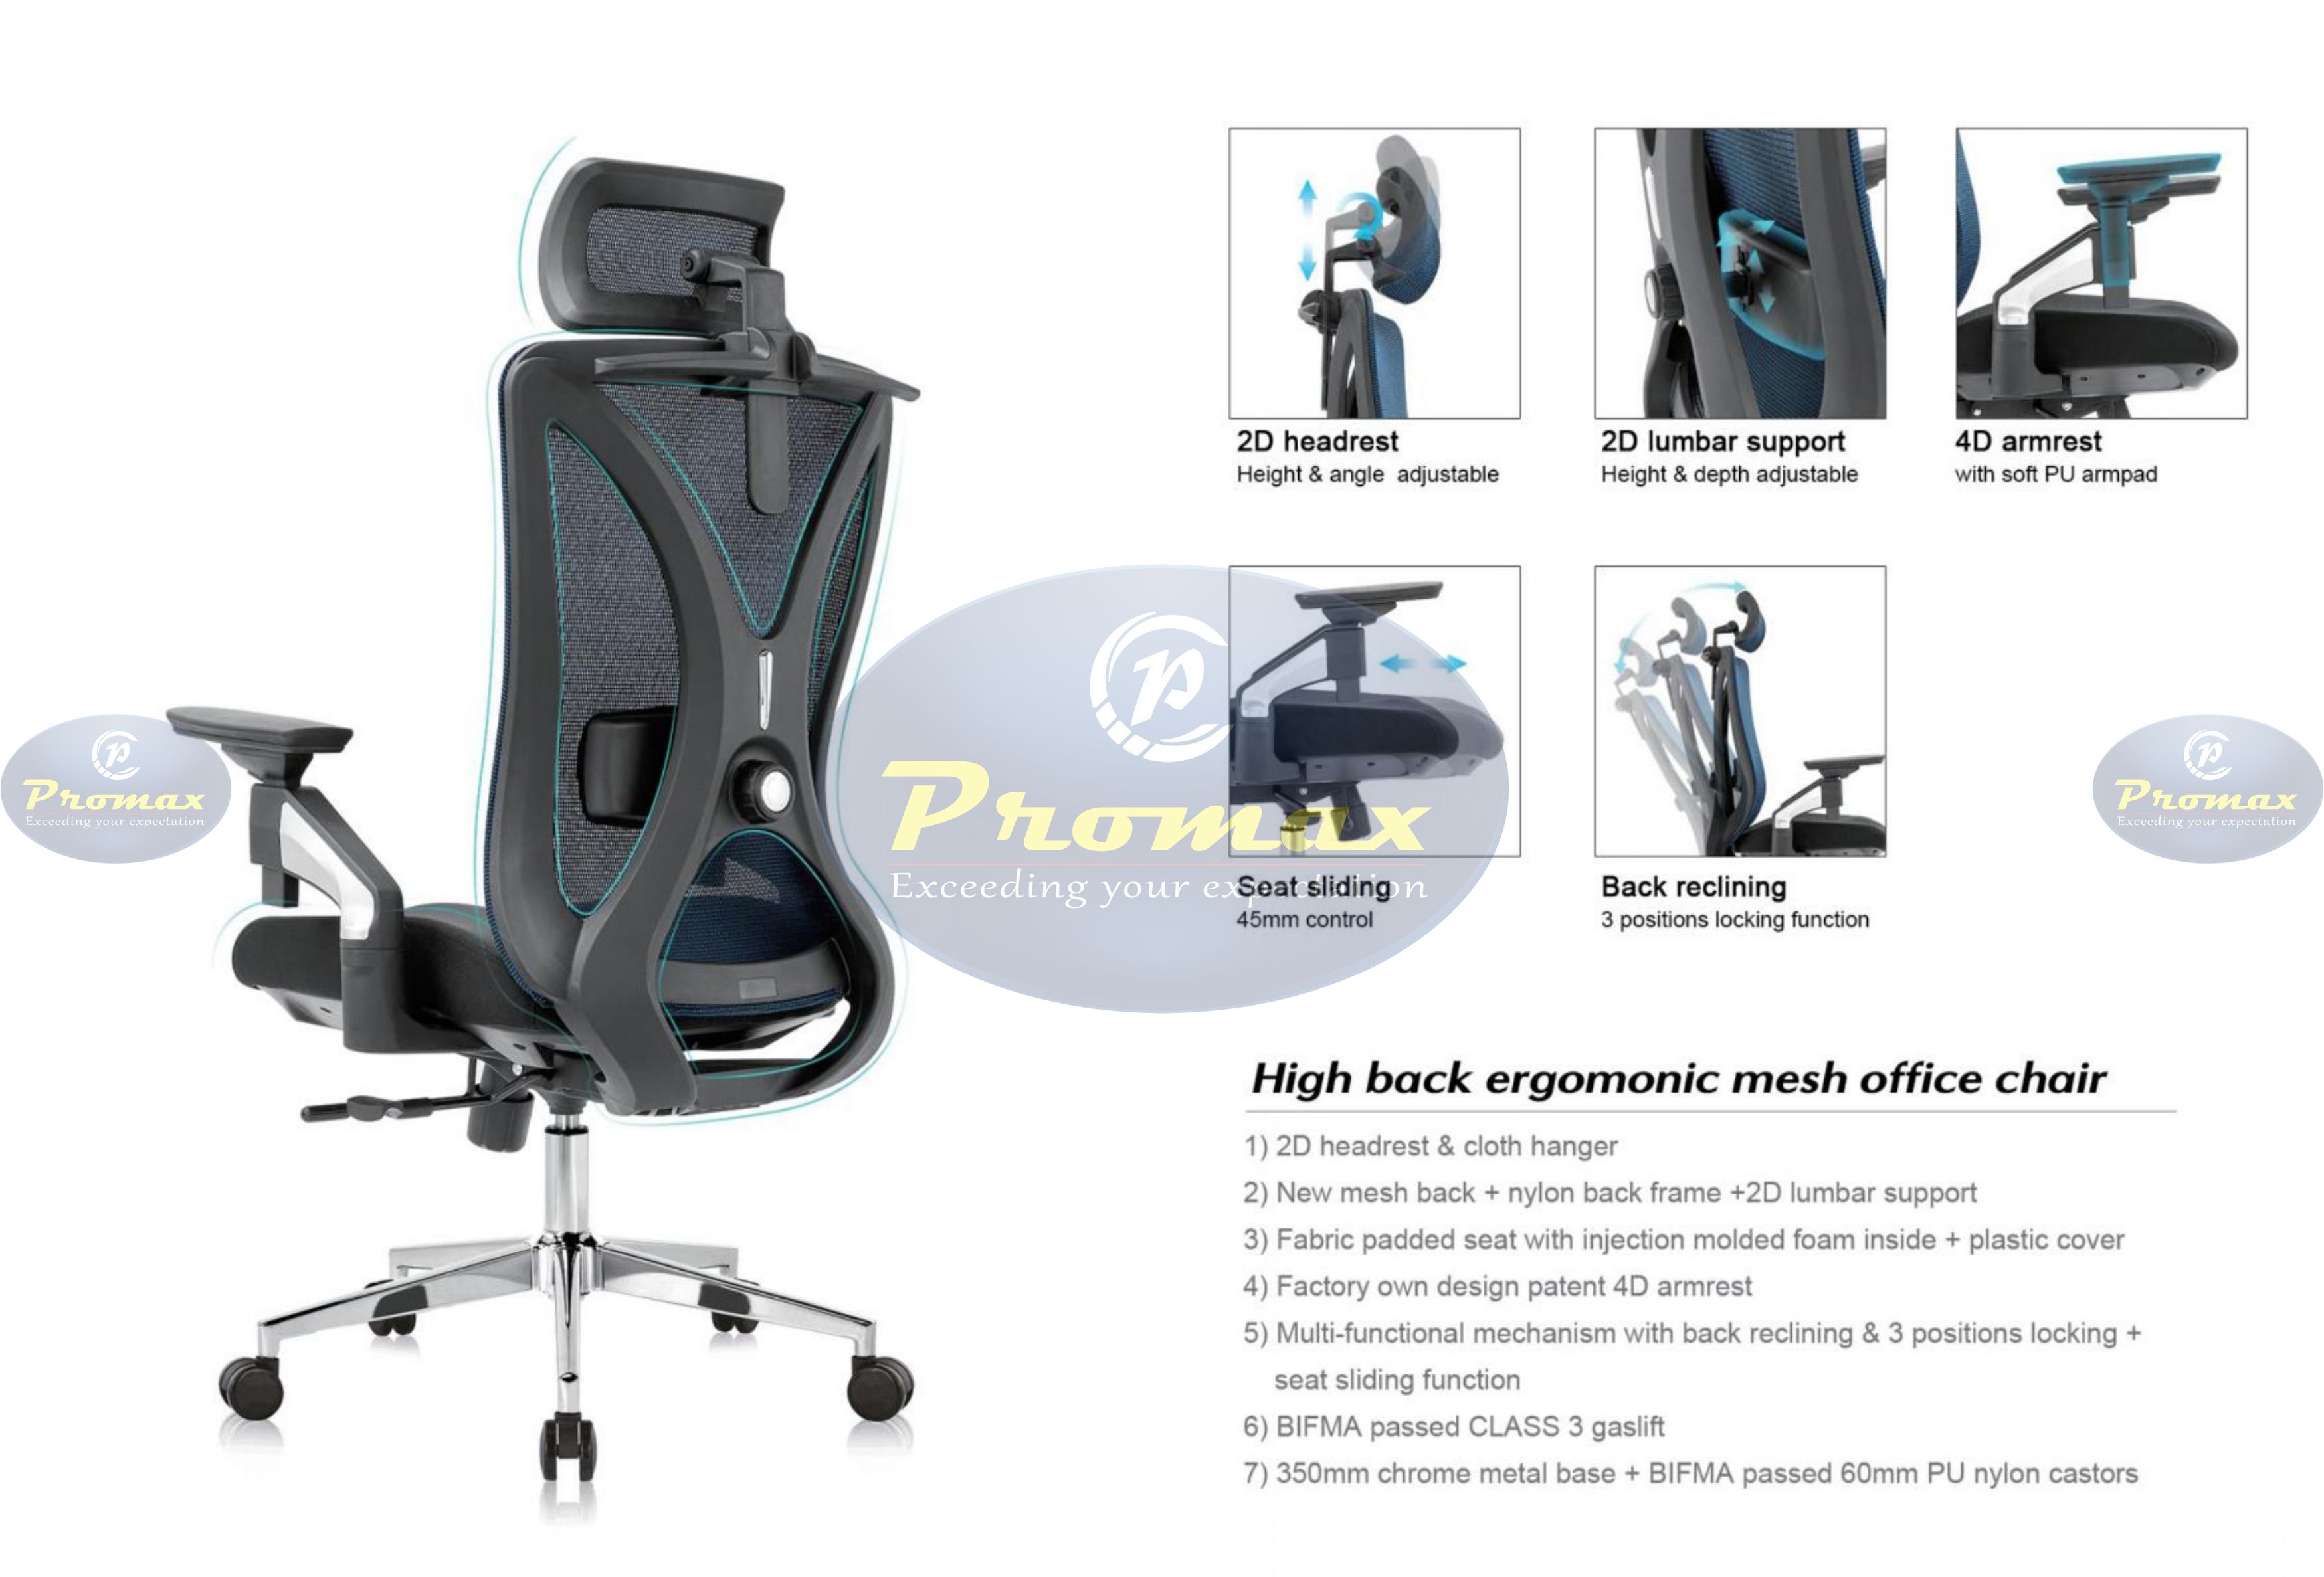 2D headrest
Height & angle adjustable
2D lumbar support
Height & depth adjustable
4D armrest
with soft PU armpad
Promax
Exceeding your expectation
Promax
Exceeding your expectation
Promax
Exceeding your expectation
Seat sliding
45mm control
Back reclining
3 positions locking function
High back ergomonic mesh office chair
1) 2D headrest & cloth hanger
2) New mesh back + nylon back frame +2D lumbar support
3) Fabric padded seat with injection molded foam inside + plastic cover
4) Factory own design patent 4D armrest
5) Multi-functional mechanism with back reclining & 3 positions locking +
seat sliding function
6) BIFMA passed CLASS 3 gaslift
7) 350mm chrome metal base + BIFMA passed 60mm PU nylon castors